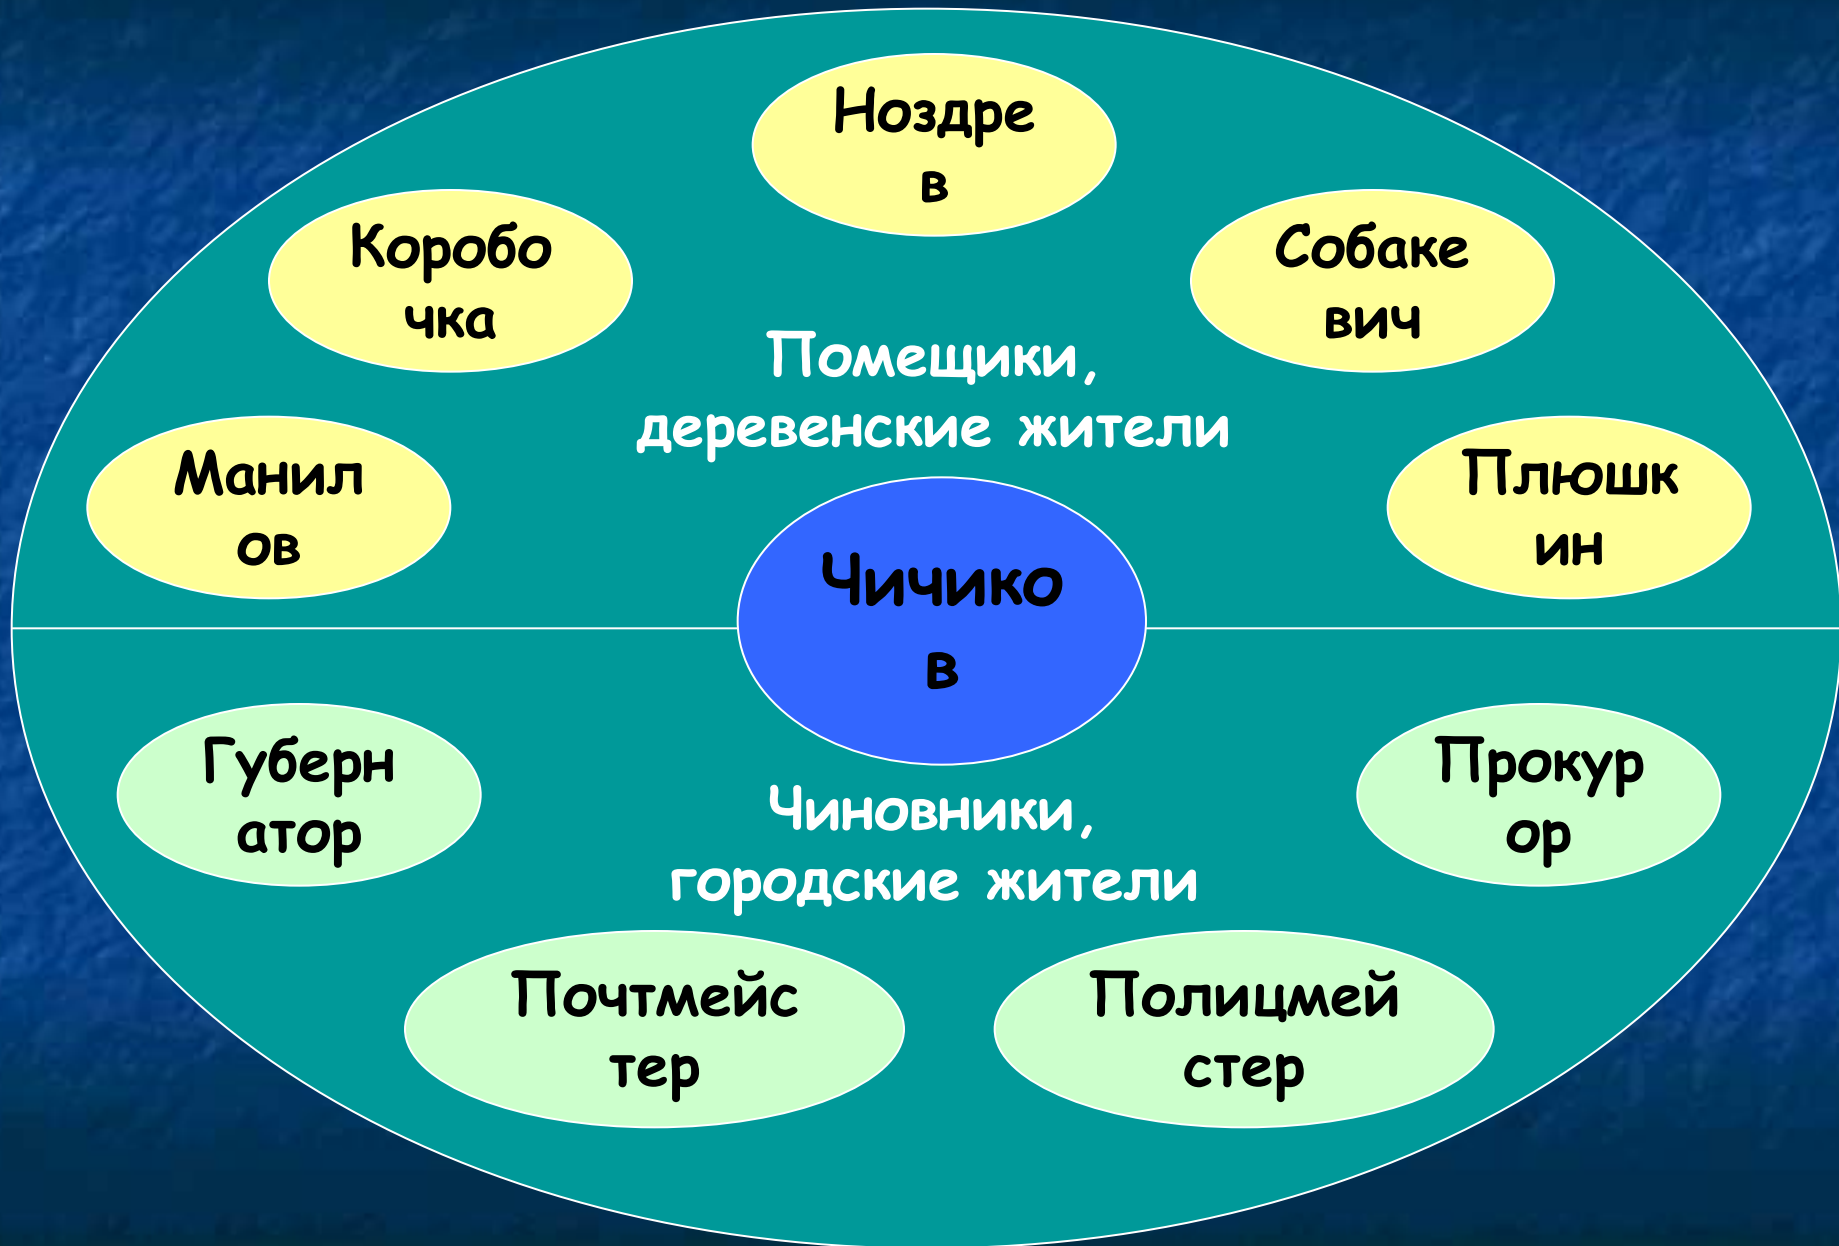 Ноздре
в
Коробо
чка
Собаке
вич
Помещики,
деревенские жители
Манил
ов
Плюшк
ин
Чичико
в
Губерн
атор
Прокур
ор
Чиновники,
городские жители
Почтмейс
тер
Полицмей
стер